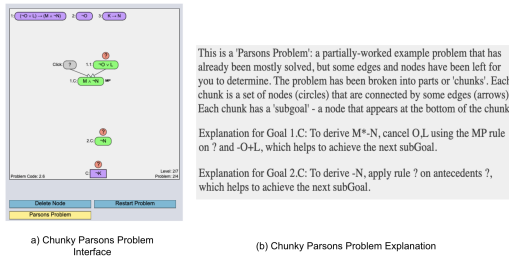 1: (¬O ∨ L) → (M ∧ ¬N) 2: ¬O 3: K → N
Click: ? 1.1: ¬O ∨ L ?
1.C: M ∧ ¬N MP
?
2.C: ¬N
?
C: ¬K
Problem Code: 2.6 Level: 2/7
Problem: 2/4
Delete Node Restart Problem
Parsons Problem
a) Chunky Parsons Problem
Interface
This is a 'Parsons Problem': a partially-worked example problem that has
already been mostly solved, but some edges and nodes have been left for
you to determine. The problem has been broken into parts or 'chunks'. Each
chunk is a set of nodes (circles) that are connected by some edges (arrows)
Each chunk has a 'subgoal' - a node that appears at the bottom of the chunk
Explanation for Goal 1.C: To derive M*-N, cancel O,L using the MP rule
on ? and -O+L, which helps to achieve the next subGoal.
Explanation for Goal 2.C: To derive -N, apply rule ? on antecedents ?,
which helps to achieve the next subGoal.
(b) Chunky Parsons Problem Explanation